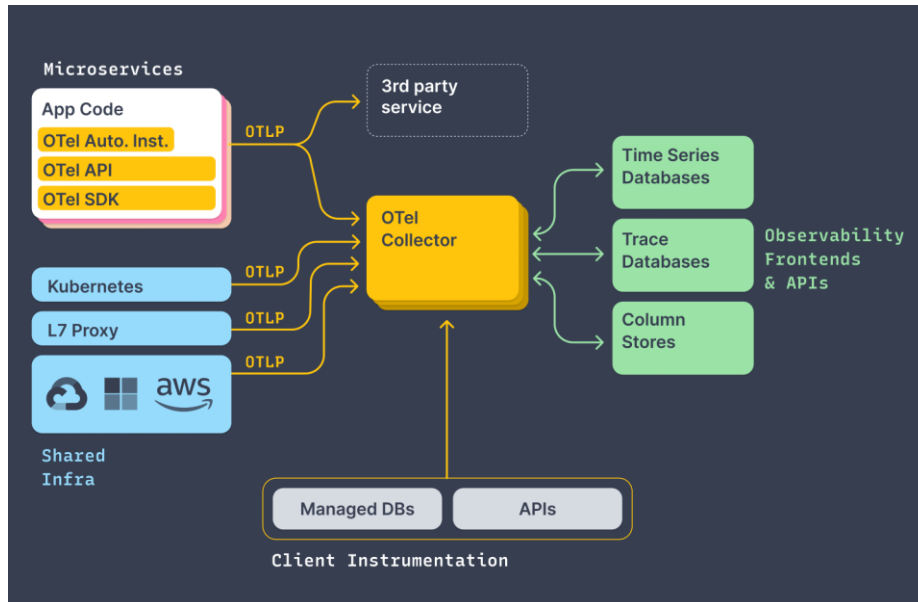 Microservices
App Code
OTel Auto. Inst.
OTel API
OTel SDK
OTLP
3rd party
service
OTel
Collector
Time Series
Databases
Trace
Databases
Column
Stores
Observability
Frontends
& APIs
Kubernetes
OTLP
L7 Proxy
OTLP
OTLP
aws
Shared
Infra
Managed DBs
APIs
Client Instrumentation